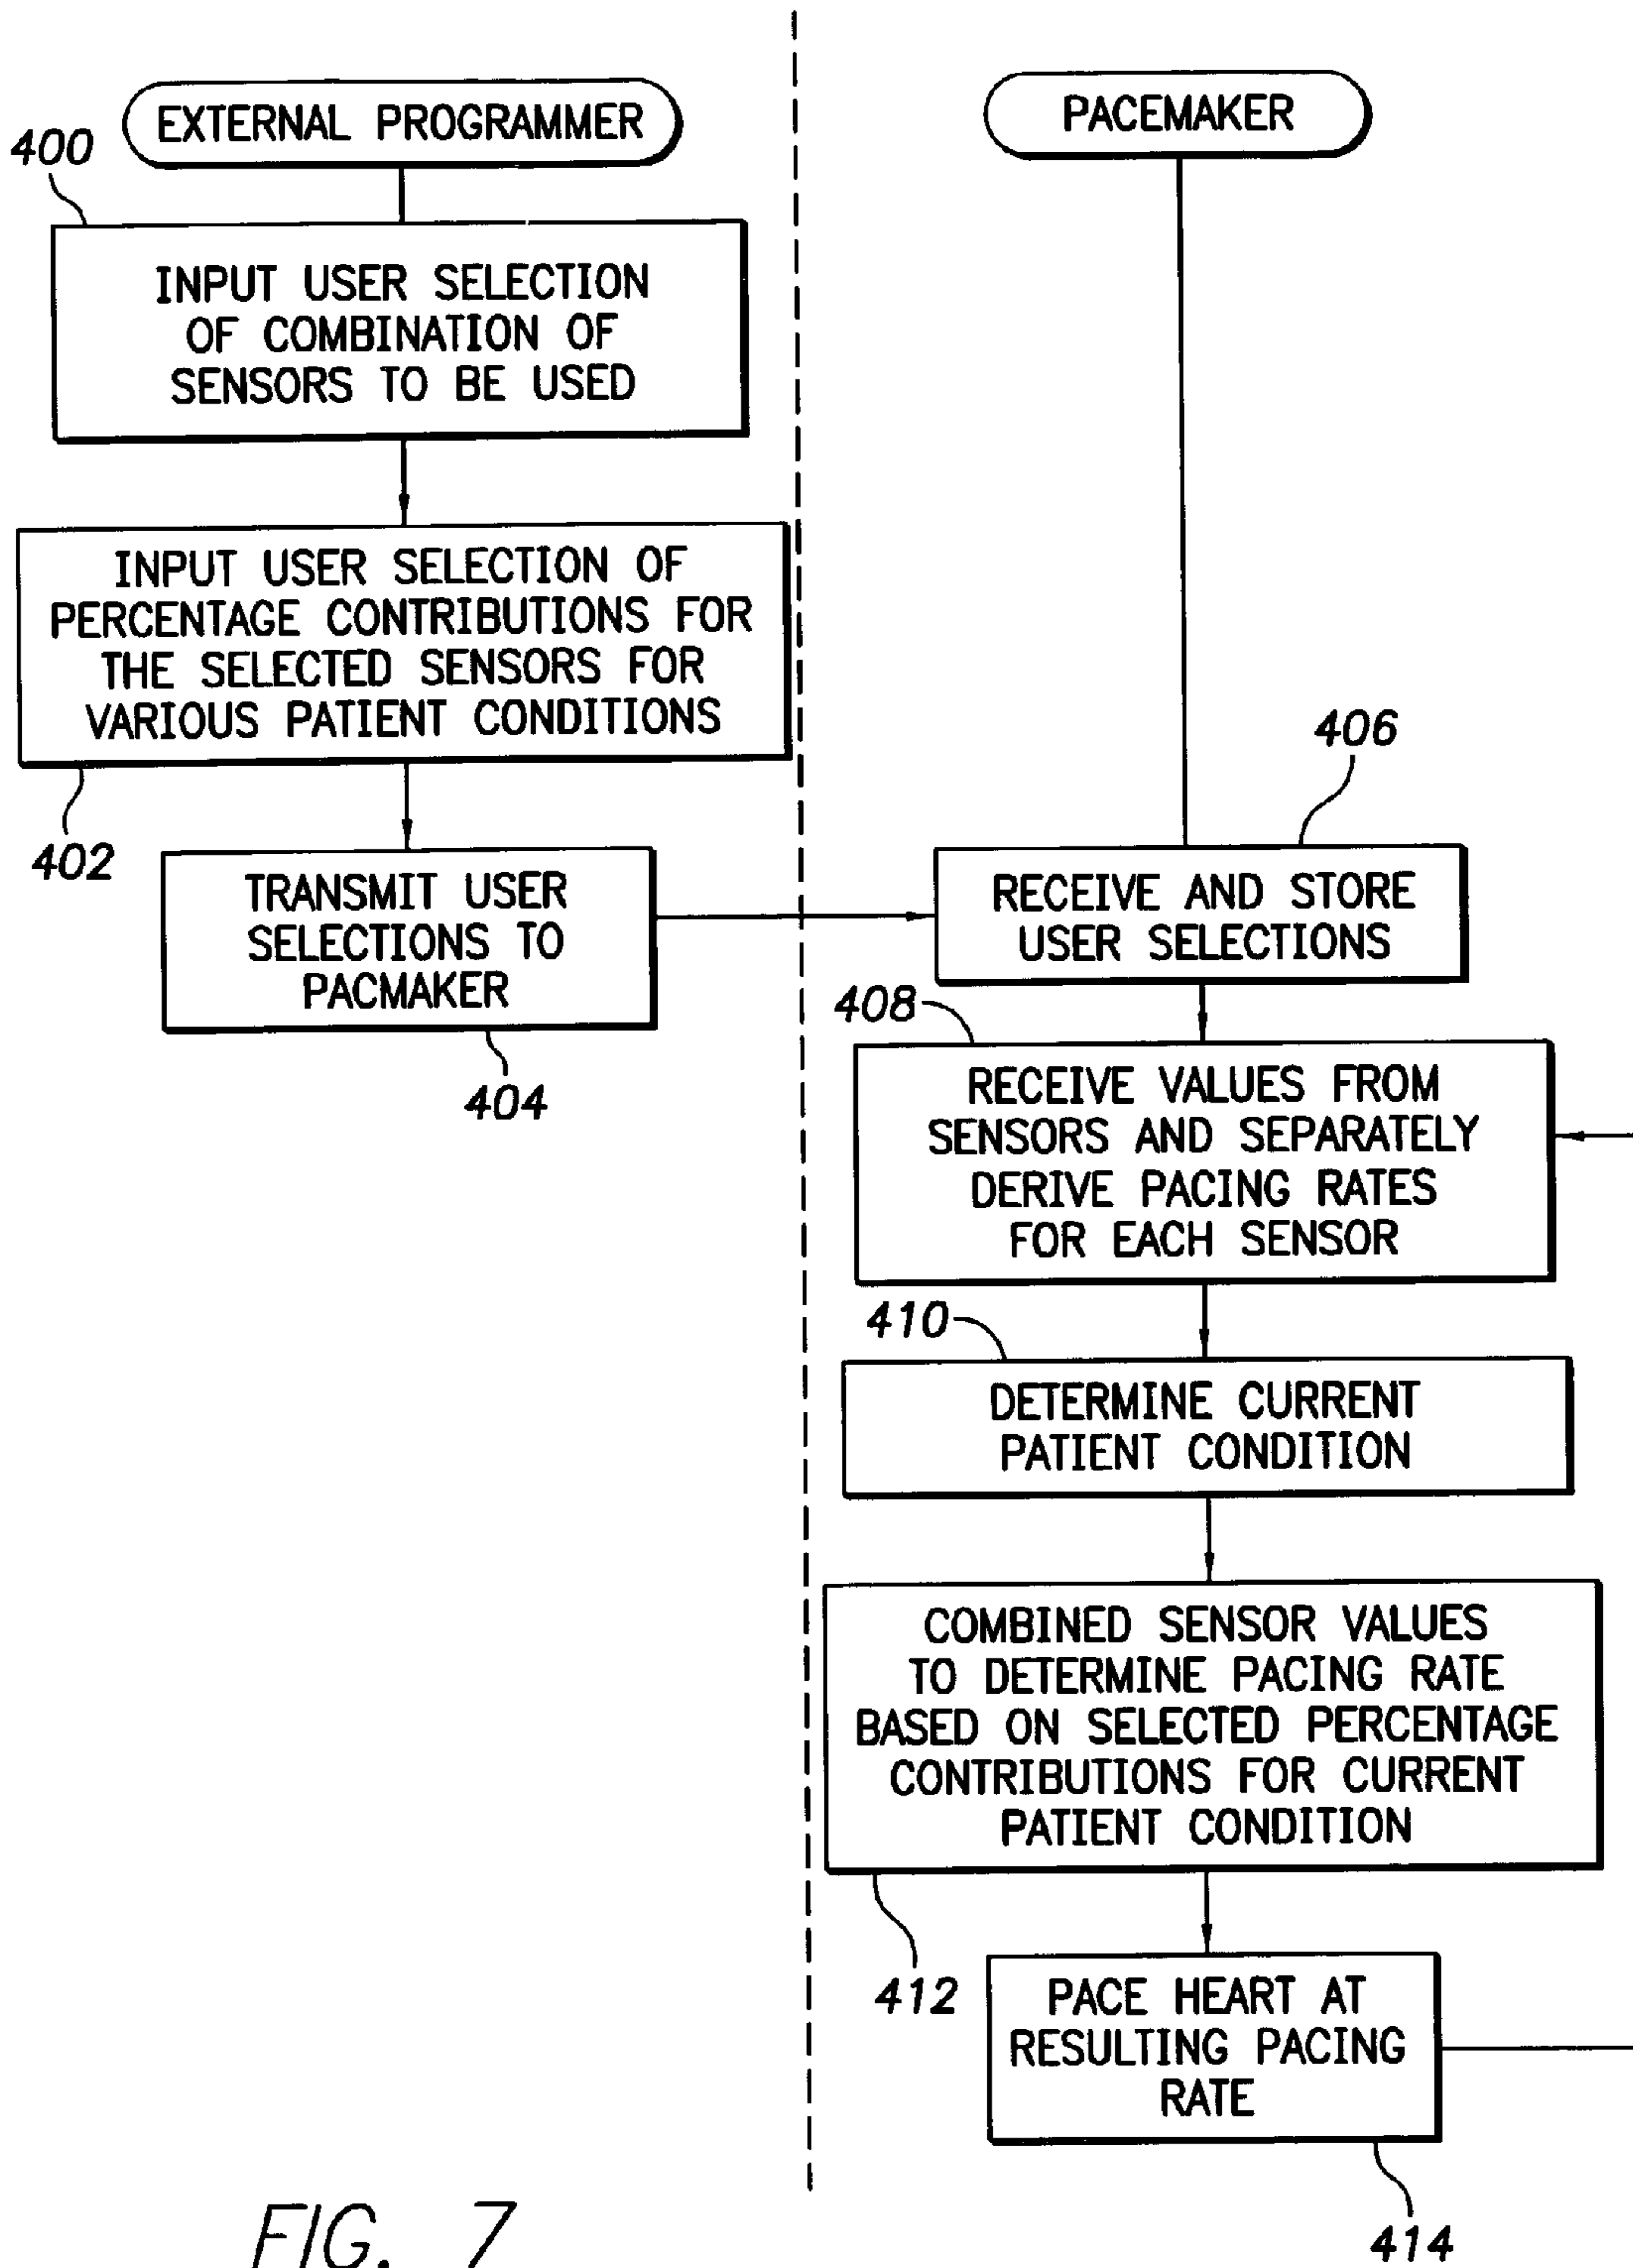 EXTERNAL PROGRAMMER
400
INPUT USER SELECTION
OF COMBINATION OF
SENSORS TO BE USED
INPUT USER SELECTION OF
PERCENTAGE CONTRIBUTIONS FOR
THE SELECTED SENSORS FOR
VARIOUS PATIENT CONDITIONS
402
TRANSMIT USER
SELECTIONS TO
PACMAKER
404
PACEMAKER
406
RECEIVE AND STORE
USER SELECTIONS
408
RECEIVE VALUES FROM
SENSORS AND SEPARATELY
DERIVE PACING RATES
FOR EACH SENSOR
410
DETERMINE CURRENT
PATIENT CONDITION
COMBINED SENSOR VALUES
TO DETERMINE PACING RATE
BASED ON SELECTED PERCENTAGE
CONTRIBUTIONS FOR CURRENT
PATIENT CONDITION
412
PACE HEART AT
RESULTING PACING
RATE
414
FIG. 7